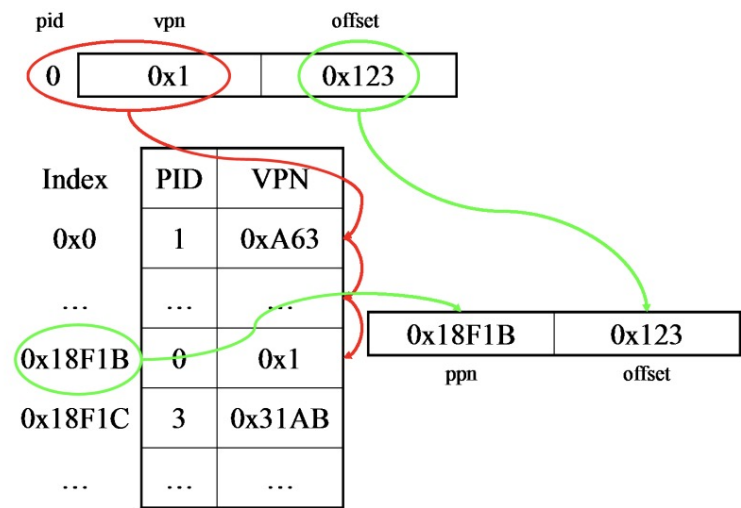 pid vpn offset
0 0x1 0x123
Index PID VPN
0x0 1 0xA63
... ... ...
0x18F1B 0 0x1
0x18F1B 0x123
ppn offset
0x18F1C 3 0x31AB
... ... ...